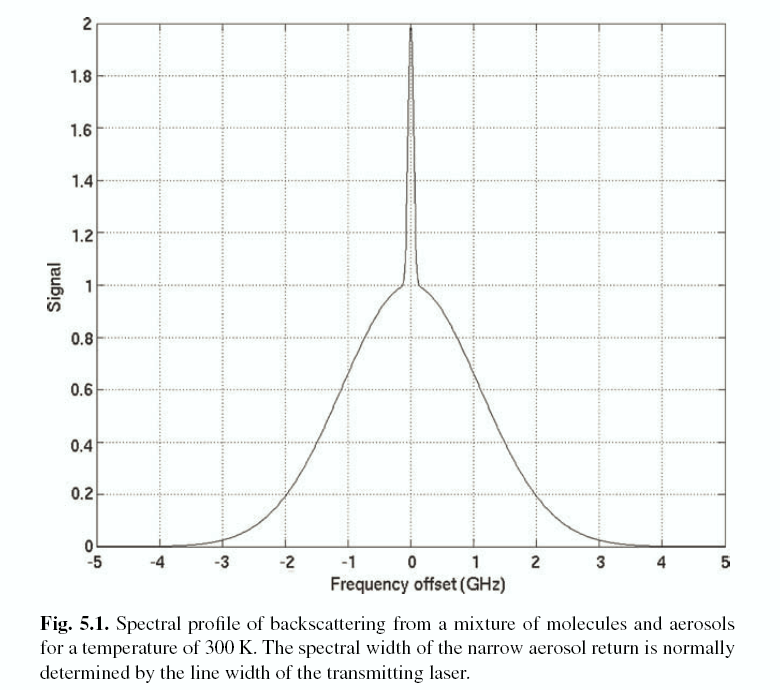 2
1.8
1.6
1.4
1.2
1
0.8
0.6
0.4
0.2
0
Signal
-5 -4 -3 -2 -1 0 1 2 3 4 5
Frequency offset (GHz)
Fig. 5.1. Spectral profile of backscattering from a mixture of molecules and aerosols
for a temperature of 300 K. The spectral width of the narrow aerosol return is normally
determined by the line width of the transmitting laser.